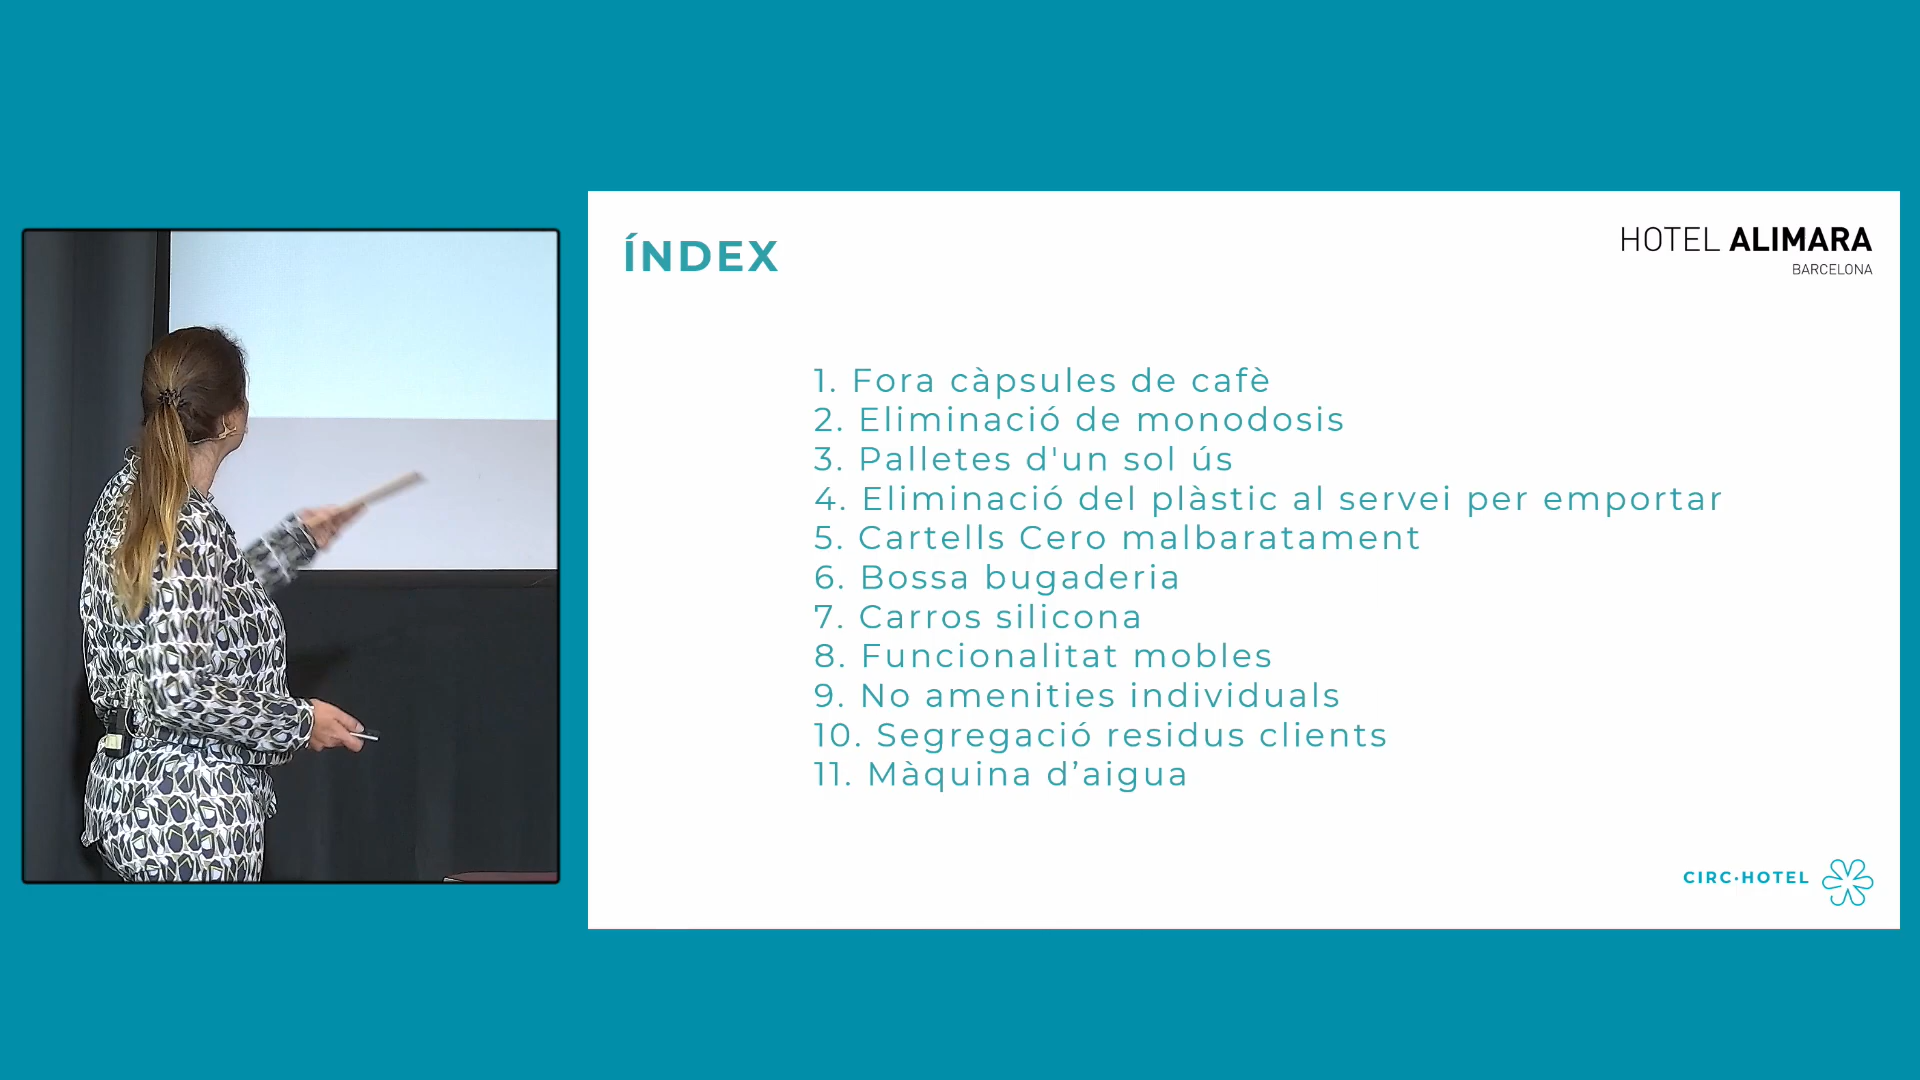 ÍNDEX
HOTEL ALIMARA
BARCELONA
1. Fora càpsules de cafè
2. Eliminació de monodosis
3. Palletes d'un sol ús
4. Eliminació del plàstic al servei per emportar
5. Cartells Cero malbaratament
6. Bossa bugaderia
7. Carros silicona
8. Funcionalitat mobles
9. No amenities individuals
10. Segregació residus clients
11. Màquina d’aigua
CIRC·HOTEL